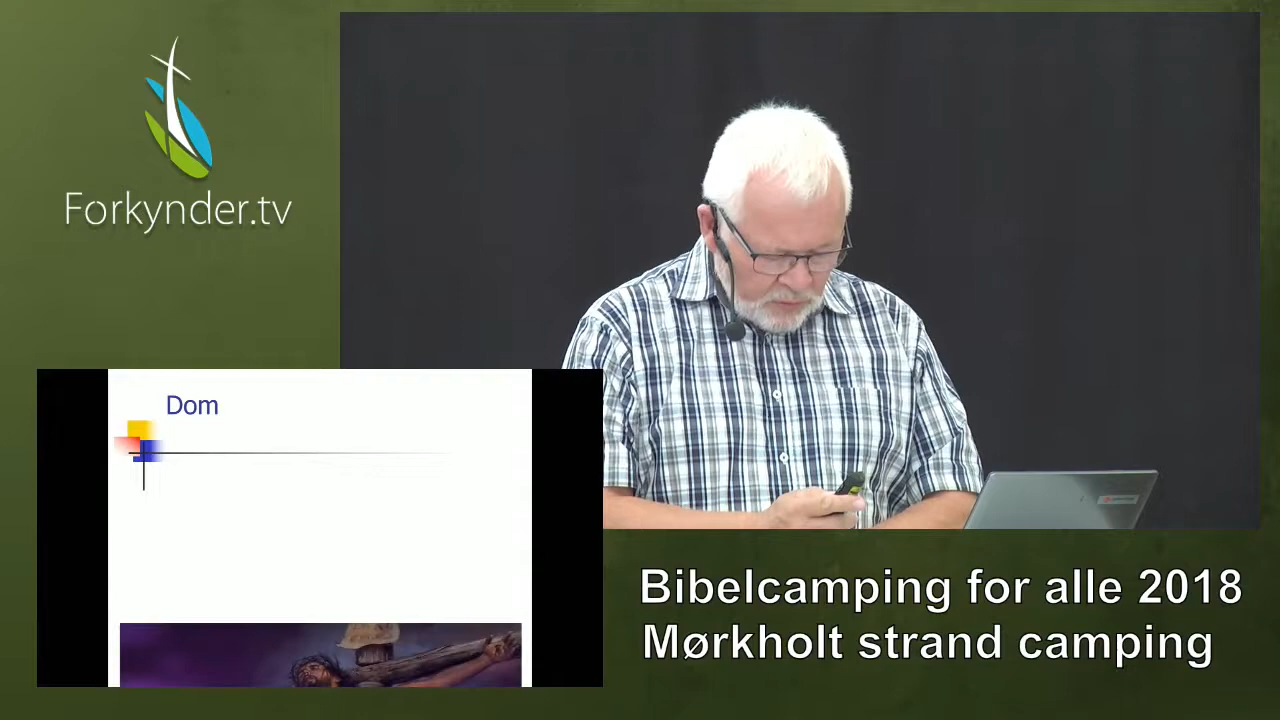 Forkynder.tv
Dom
Bibelcamping for alle 2018
Mørkholt strand camping